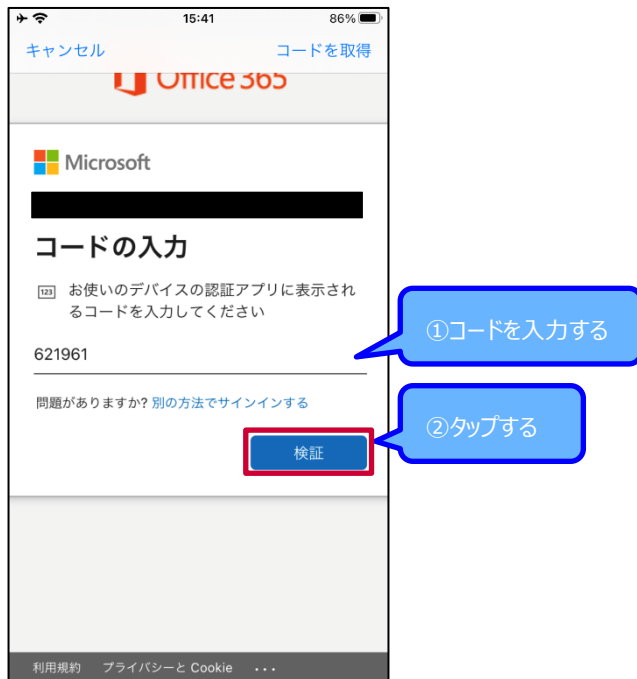 15:41
86%
キャンセル
コードを取得
Office 365
Microsoft
コードの入力
123
お使いのデバイスの認証アプリに表示され
るコードを入力してください
①コードを入力する
621961
問題がありますか? 別の方法でサインインする
②タップする
検証
利用規約 プライバシーと Cookie ...